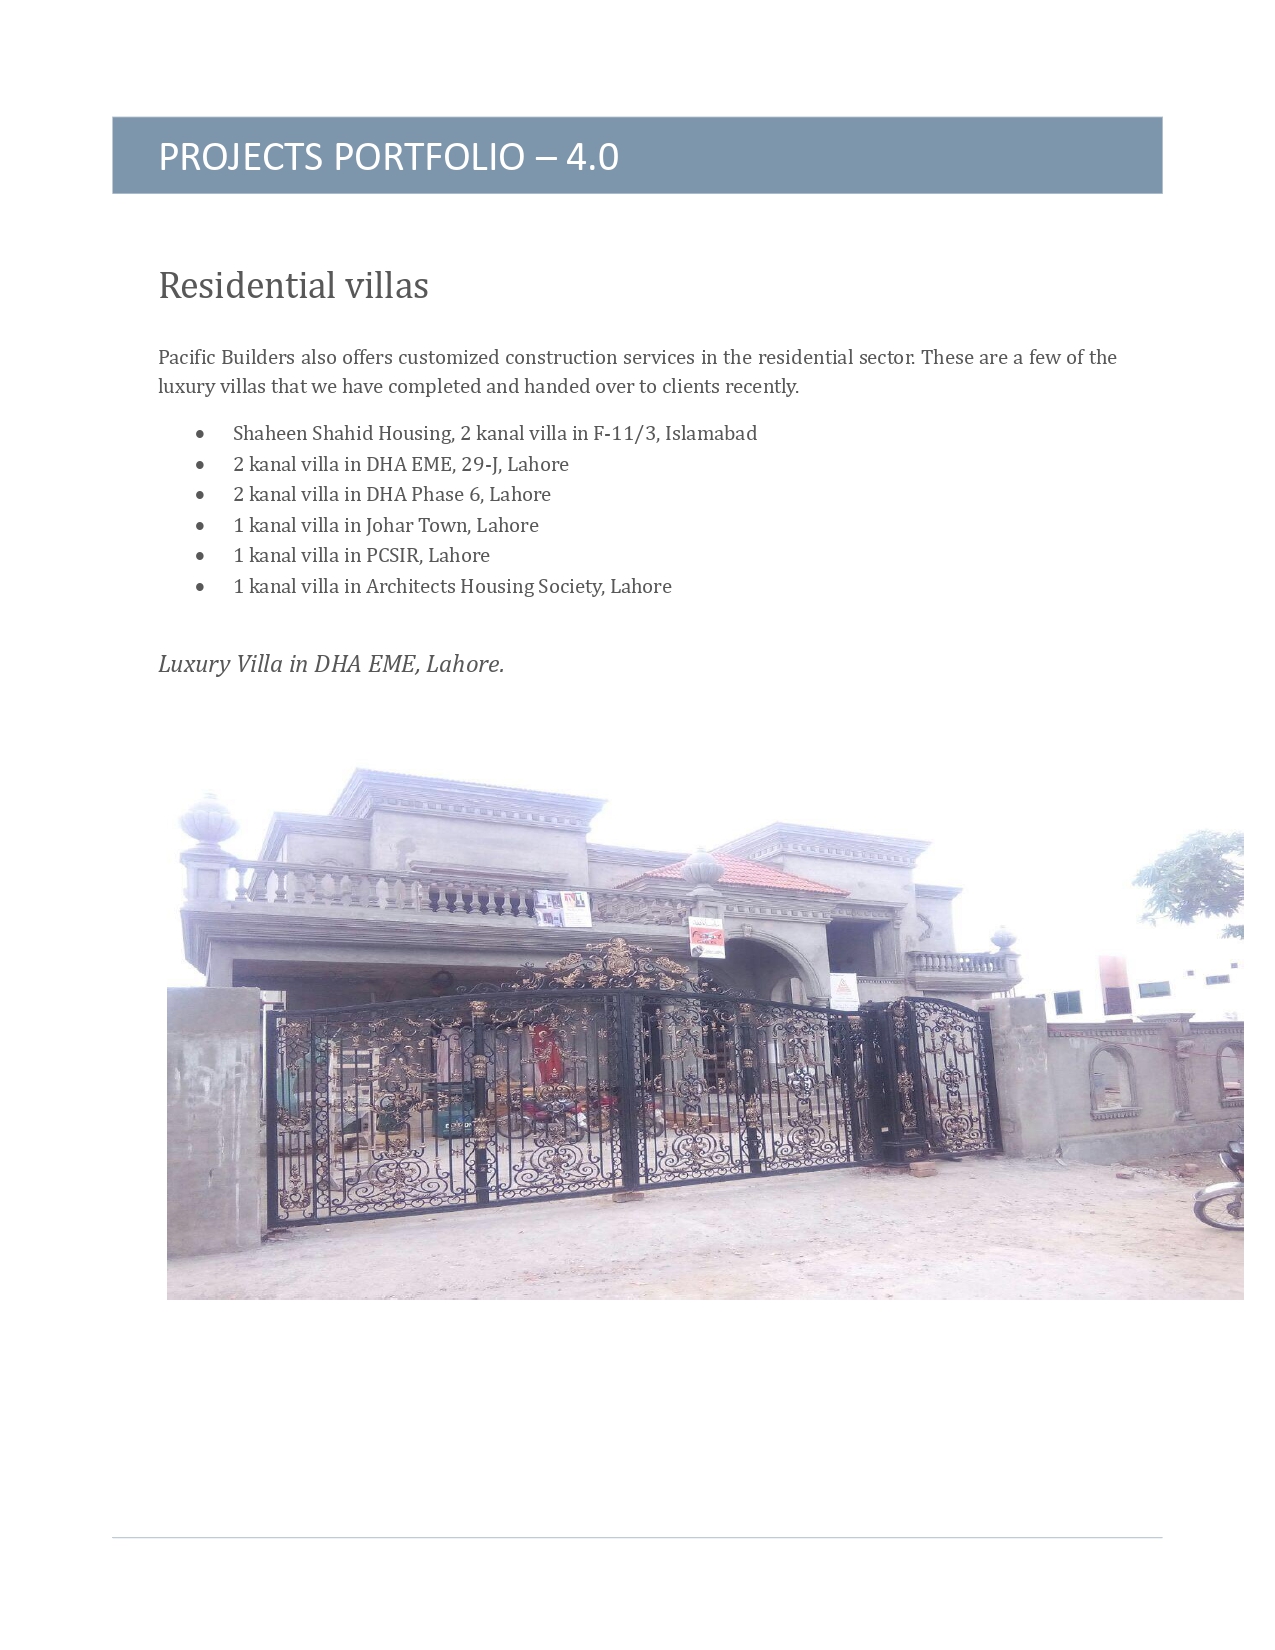 PROJECTS PORTFOLIO – 4.0
Residential villas
Pacific Builders also offers customized construction services in the residential sector. These are a few of the
luxury villas that we have completed and handed over to clients recently.
• Shaheen Shahid Housing, 2 kanal villa in F-11/3, Islamabad
• 2 kanal villa in DHA EME, 29-J, Lahore
• 2 kanal villa in DHA Phase 6, Lahore
• 1 kanal villa in Johar Town, Lahore
• 1 kanal villa in PCSIR, Lahore
• 1 kanal villa in Architects Housing Society, Lahore
Luxury Villa in DHA EME, Lahore.